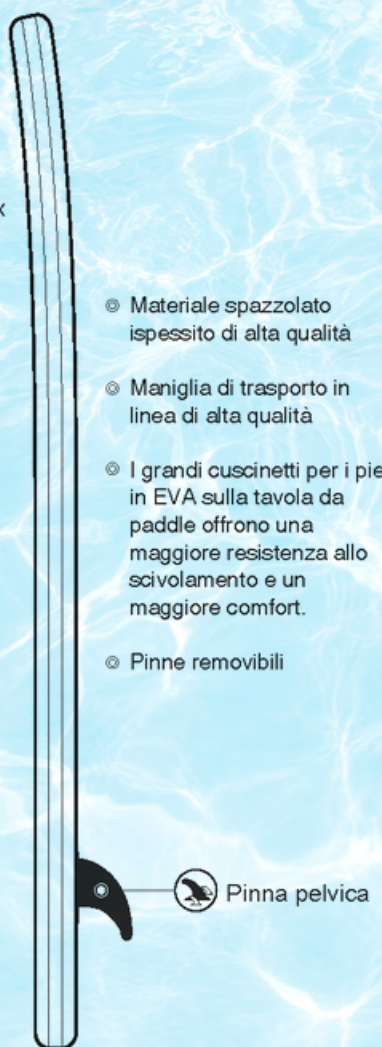 x
◎ Materiale spazzolato
ispessito di alta qualità
◎ Maniglia di trasporto in
linea di alta qualità
◎ I grandi cuscinetti per i pie
in EVA sulla tavola da
paddle offrono una
maggiore resistenza allo
scivolamento e un
maggiore comfort.
◎ Pinne removibili
Pinna pelvica